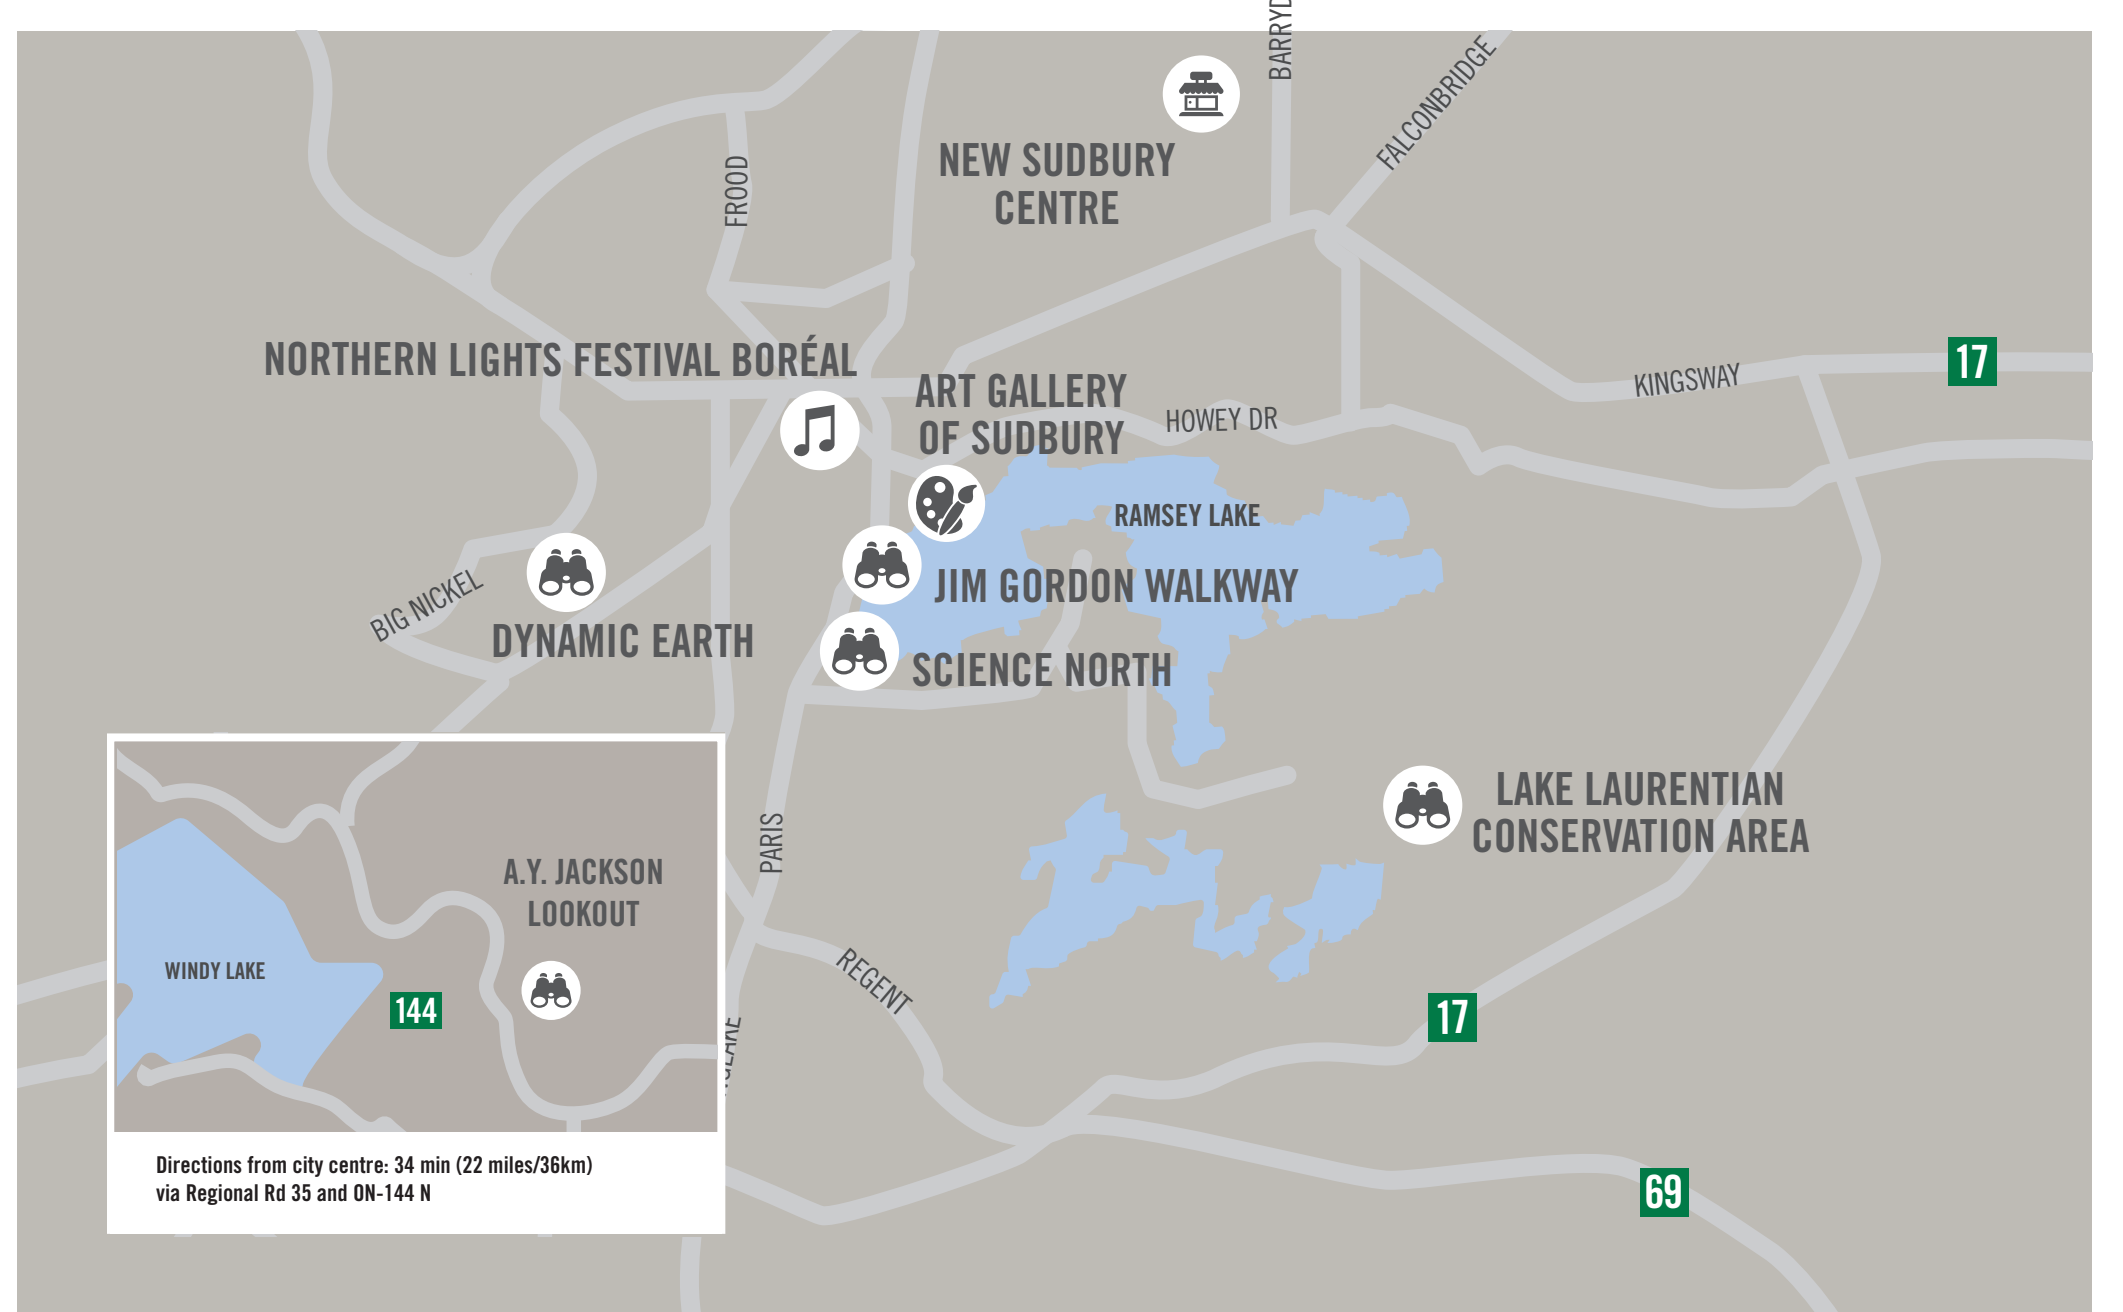 BARRYD
FALCONBRIDGE
NEW SUDBURY
CENTRE
FROOD
NORTHERN LIGHTS FESTIVAL BORÉAL
17
KINGSWAY
ART GALLERY
OF SUDBURY
HOWEY DR
RAMSEY LAKE
BIG NICKEL
JIM GORDON WALKWAY
DYNAMIC EARTH
SCIENCE NORTH
LAKE LAURENTIAN
CONSERVATION AREA
PARIS
A.Y. JACKSON
LOOKOUT
WINDY LAKE
144
REGENT
17
69
Directions from city centre: 34 min (22 miles/36km)
via Regional Rd 35 and ON-144 N